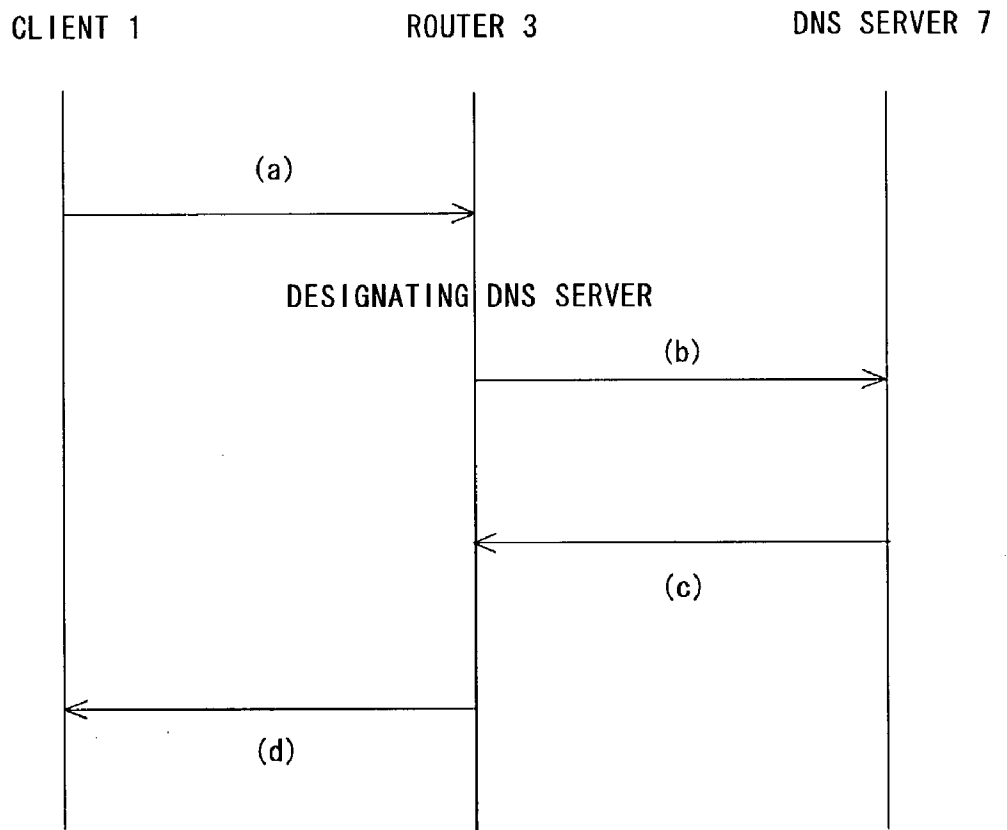 CLIENT 1 ROUTER 3 DNS SERVER 7
(a)
DESIGNATING DNS SERVER
(b)
(c)
(d)